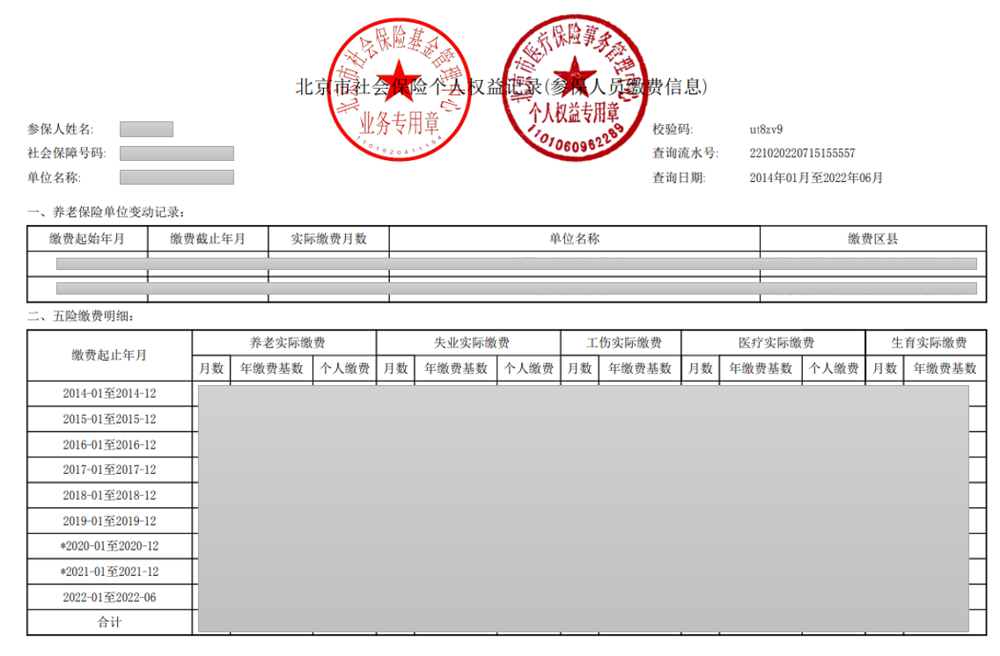 北京市社会保险基金管理中心
业务专用章
1101020411154
北京市医疗保险事务管理中心
个人权益专用章
1101060962289
北京市社会保险个人权益记录(参保人员缴费信息)
参保人姓名:
校验码: ut8zv9
社会保障号码:
查询流水号: 221020220715155557
单位名称:
查询日期: 2014年01月至2022年06月
一、养老保险单位变动记录:
缴费起始年月 缴费截止年月 实际缴费月数 单位名称 缴费区县
二、五险缴费明细:
缴费起止年月 养老实际缴费 失业实际缴费 工伤实际缴费 医疗实际缴费 生育实际缴费
月数 年缴费基数 个人缴费 月数 年缴费基数 个人缴费 月数 年缴费基数 月数 年缴费基数 个人缴费 月数 年缴费基数
2014-01至2014-12
2015-01至2015-12
2016-01至2016-12
2017-01至2017-12
2018-01至2018-12
2019-01至2019-12
*2020-01至2020-12
*2021-01至2021-12
2022-01至2022-06
合计